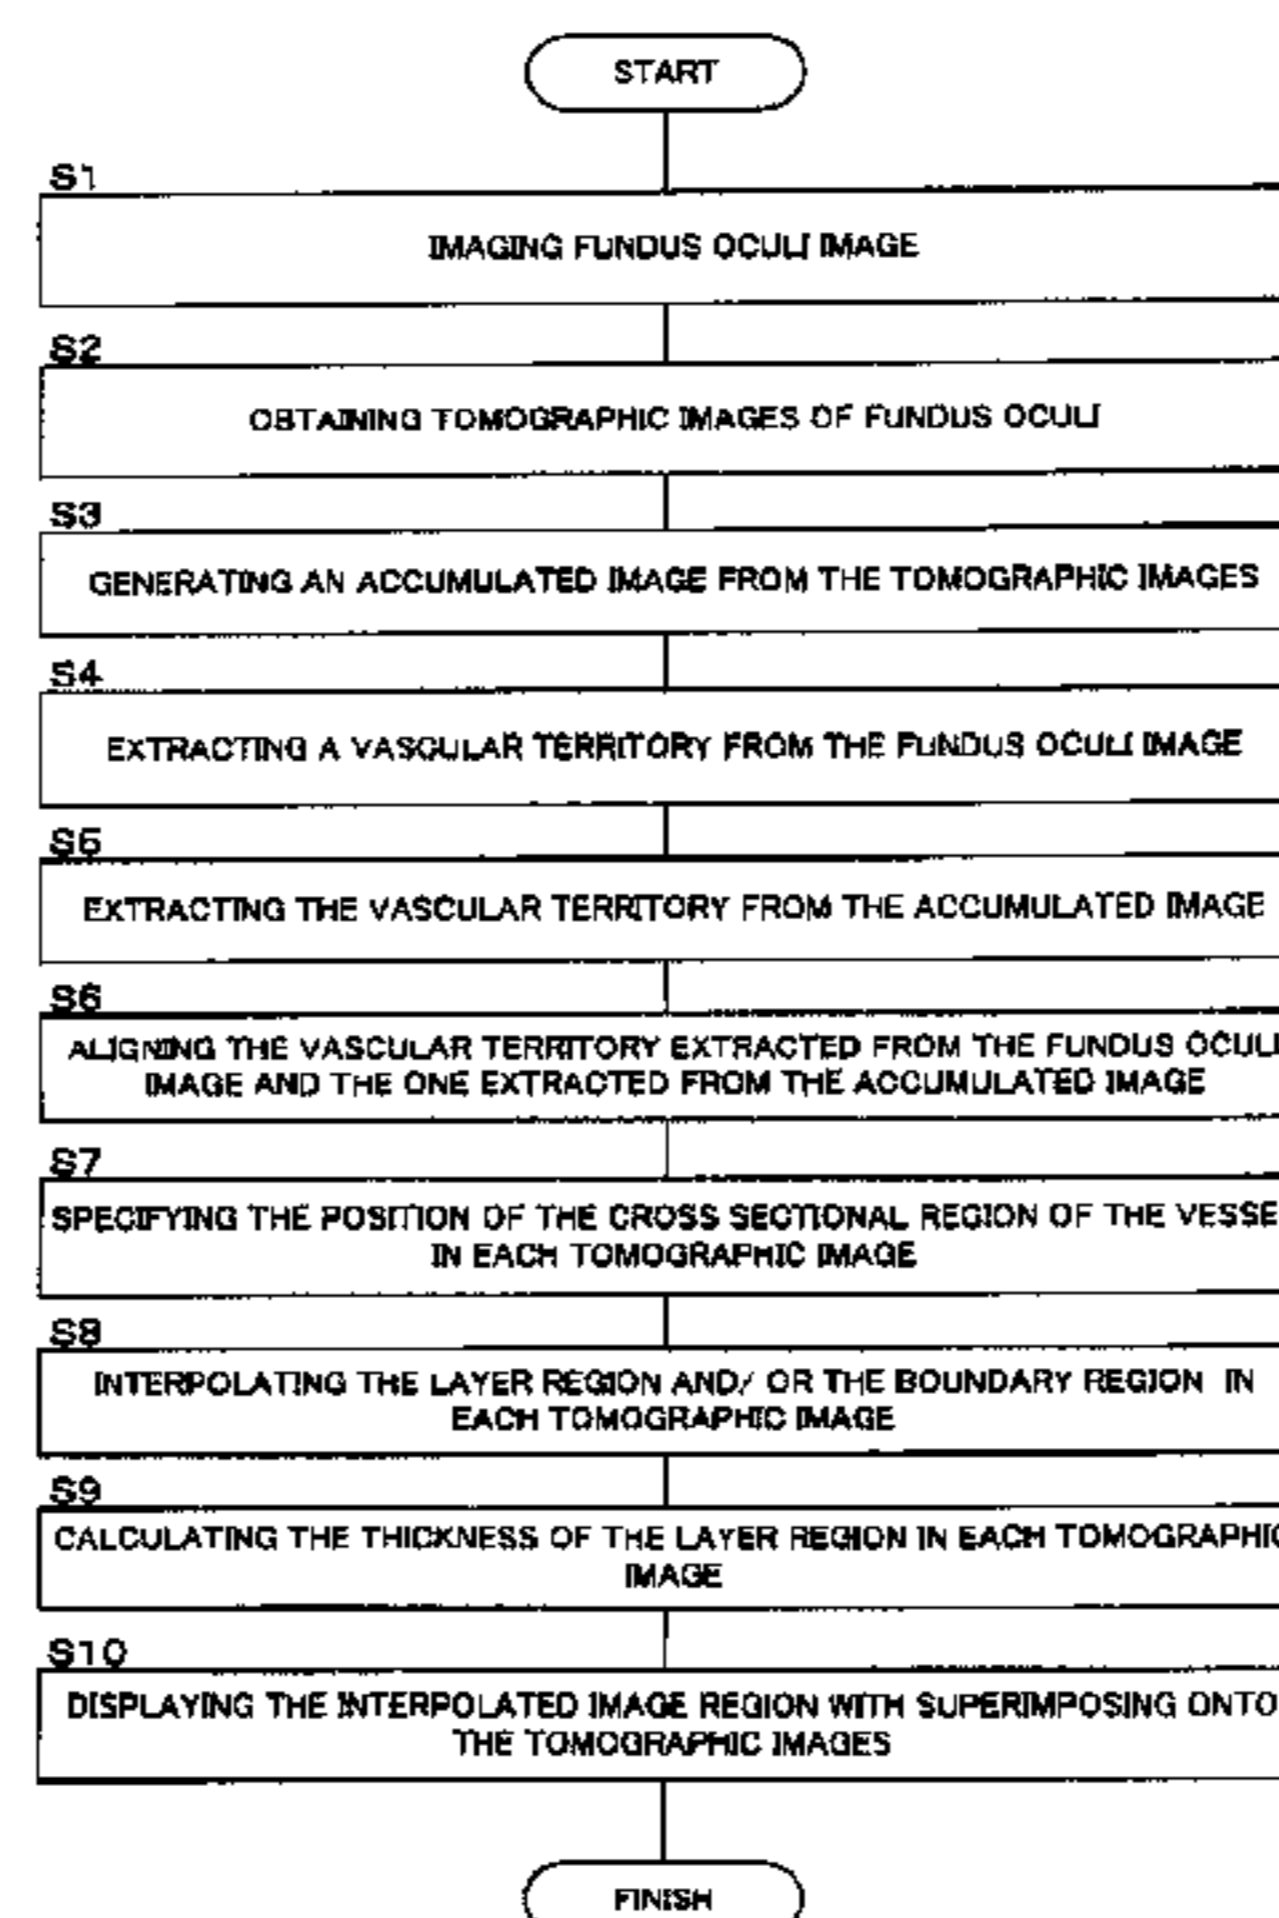 START
S1
IMAGING FUNDUS OCULI IMAGE
S2
OBTAINING TOMOGRAPHIC IMAGES OF FUNDUS OCULI
S3
GENERATING AN ACCUMULATED IMAGE FROM THE TOMOGRAPHIC IMAGES
S4
EXTRACTING A VASCULAR TERRITORY FROM THE FUNDUS OCULI IMAGE
S5
EXTRACTING THE VASCULAR TERRITORY FROM THE ACCUMULATED IMAGE
S6
ALIGNING THE VASCULAR TERRITORY EXTRACTED FROM THE FUNDUS OCULI
IMAGE AND THE ONE EXTRACTED FROM THE ACCUMULATED IMAGE
S7
SPECIFYING THE POSITION OF THE CROSS SECTIONAL REGION OF THE VESSE
IN EACH TOMOGRAPHIC IMAGE
S8
INTERPOLATING THE LAYER REGION AND/ OR THE BOUNDARY REGION IN
EACH TOMOGRAPHIC IMAGE
S9
CALCULATING THE THICKNESS OF THE LAYER REGION IN EACH TOMOGRAPHIC
IMAGE
S10
DISPLAYING THE INTERPOLATED IMAGE REGION WITH SUPERIMPOSING ONTO
THE TOMOGRAPHIC IMAGES
FINISH